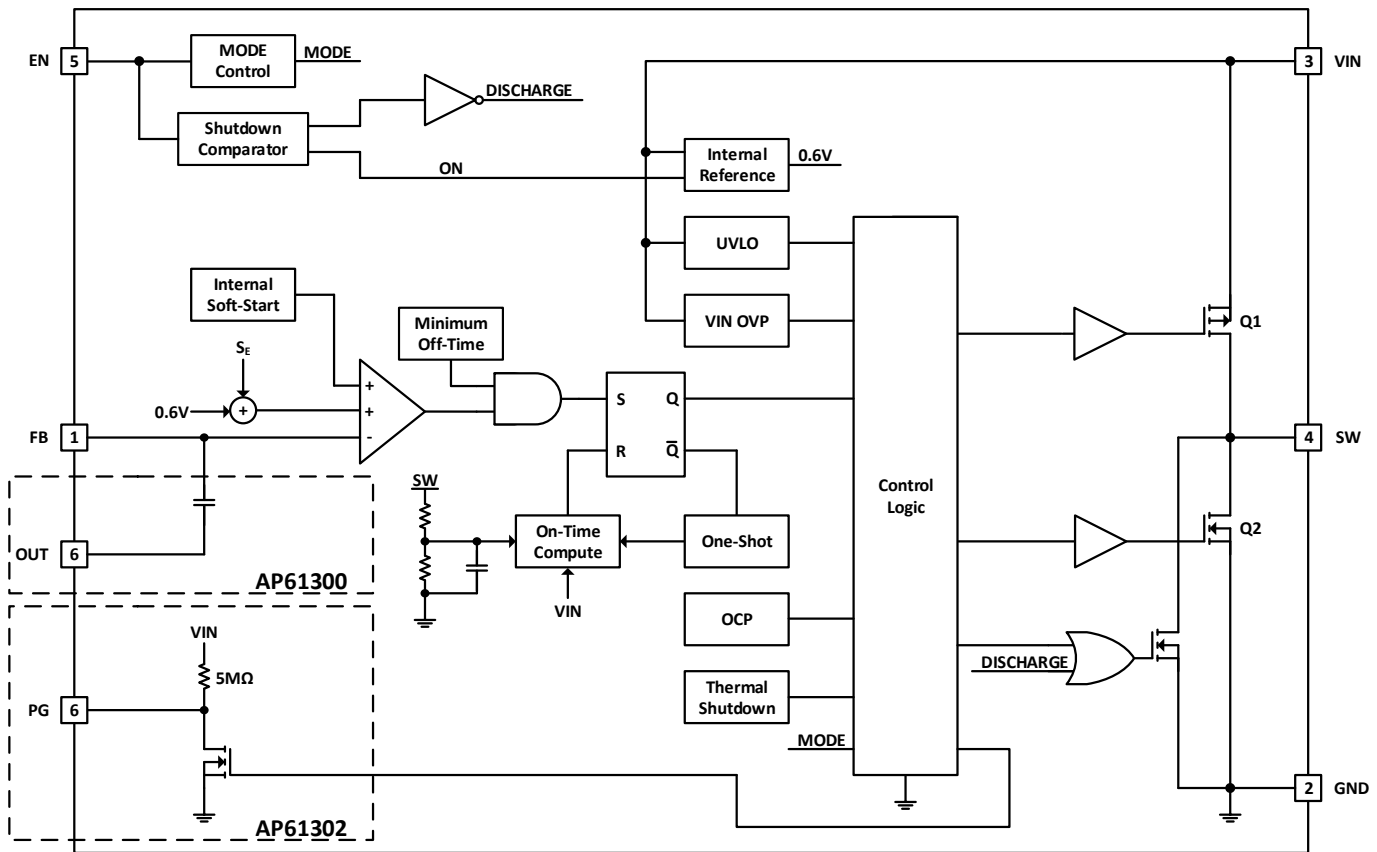 EN
5
MODE
Control
MODE
3
VIN
DISCHARGE
Shutdown
Comparator
ON
Internal
Reference
0.6V
UVLO
Internal
Soft-Start
VIN OVP
Minimum
Off-Time
Q1
SE
+
0.6V
+
+
-
S
Q
FB
1
R
Q̅
4
SW
SW
Control
Logic
On-Time
Compute
One-Shot
Q2
OUT
6
AP61300
VIN
OCP
VIN
5MΩ
DISCHARGE
PG
6
Thermal
Shutdown
MODE
2
GND
AP61302